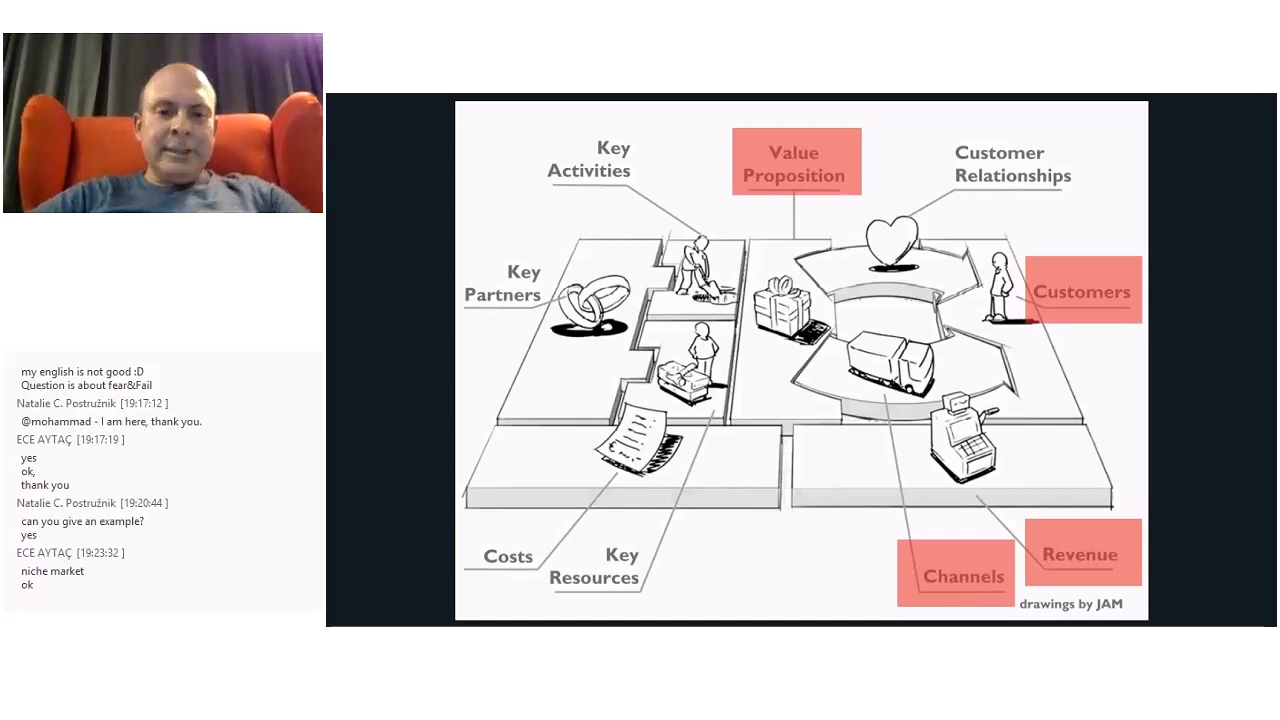 my english is not good :D
Question is about fear&Fail
Natalie C. Postružnik [19:17:12 ]
@mohammad - I am here, thank you.
ECE AYTAÇ [19:17:19 ]
yes
ok,
thank you
Natalie C. Postružnik [19:20:44 ]
can you give an example?
yes
ECE AYTAÇ [19:23:32 ]
niche market
ok
Key
Activities
Value
Proposition
Customer
Relationships
Key
Partners
Customers
Costs
Key
Resources
Channels
Revenue
drawings by JAM